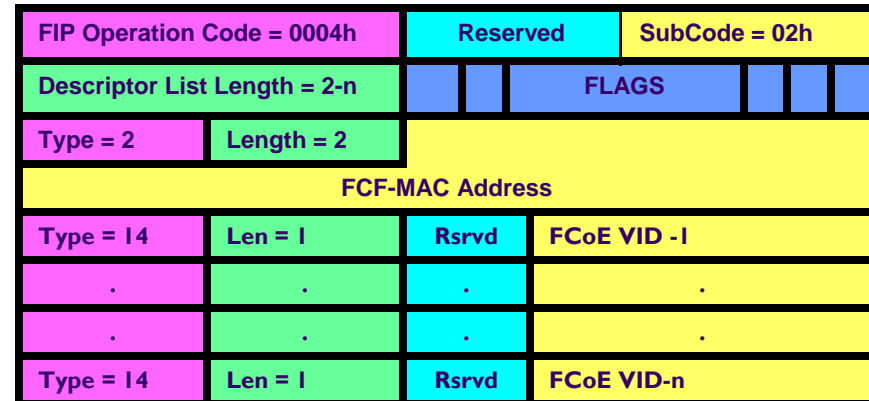 FIP Operation Code = 0004h Reserved SubCode = 02h
Descriptor List Length = 2-n FLAGS
Type = 2 Length = 2
FCF-MAC Address
Type = 14 Len = 1 Rsrvd FCoE VID -1
. . . .
. . . .
Type = 14 Len = 1 Rsrvd FCoE VID-n